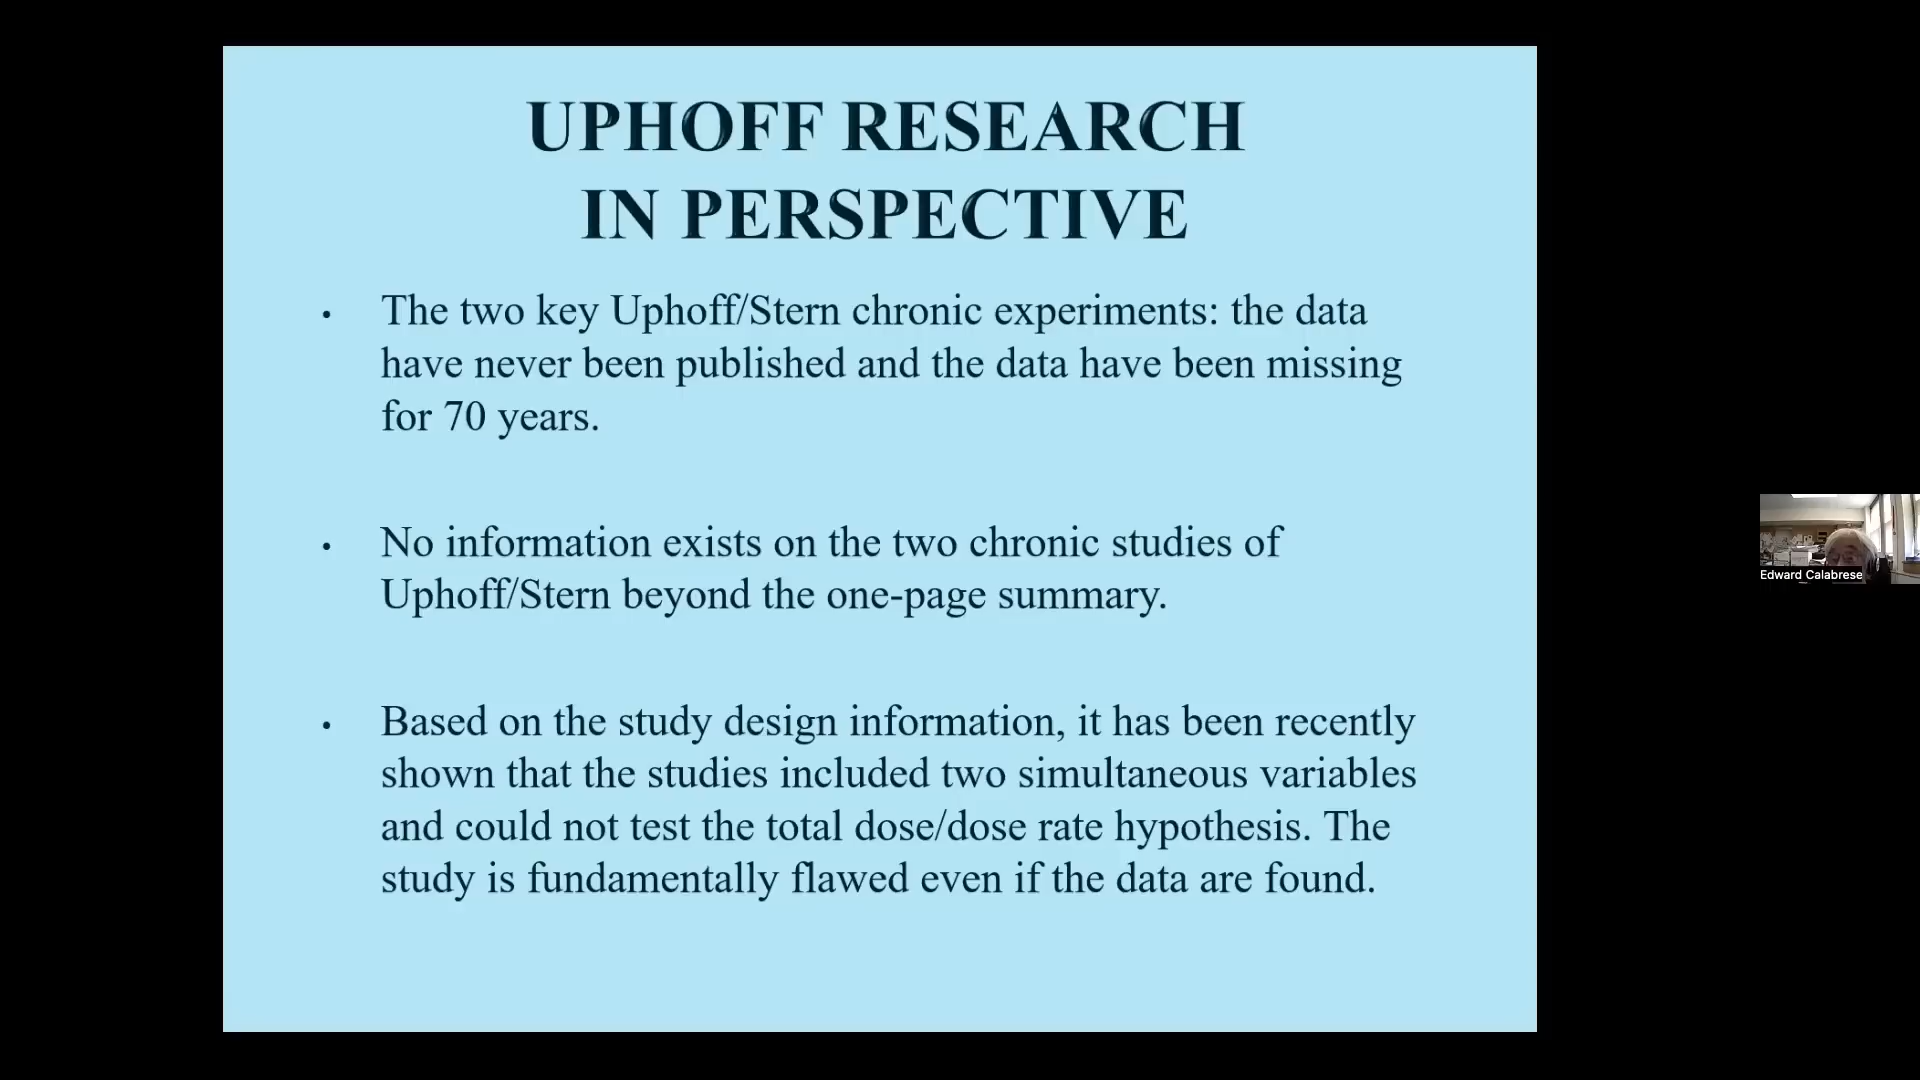 UPHOFF RESEARCH
IN PERSPECTIVE
• The two key Uphoff/Stern chronic experiments: the data
have never been published and the data have been missing
for 70 years.
• No information exists on the two chronic studies of
Uphoff/Stern beyond the one-page summary.
• Based on the study design information, it has been recently
shown that the studies included two simultaneous variables
and could not test the total dose/dose rate hypothesis. The
study is fundamentally flawed even if the data are found.
Edward Calabrese